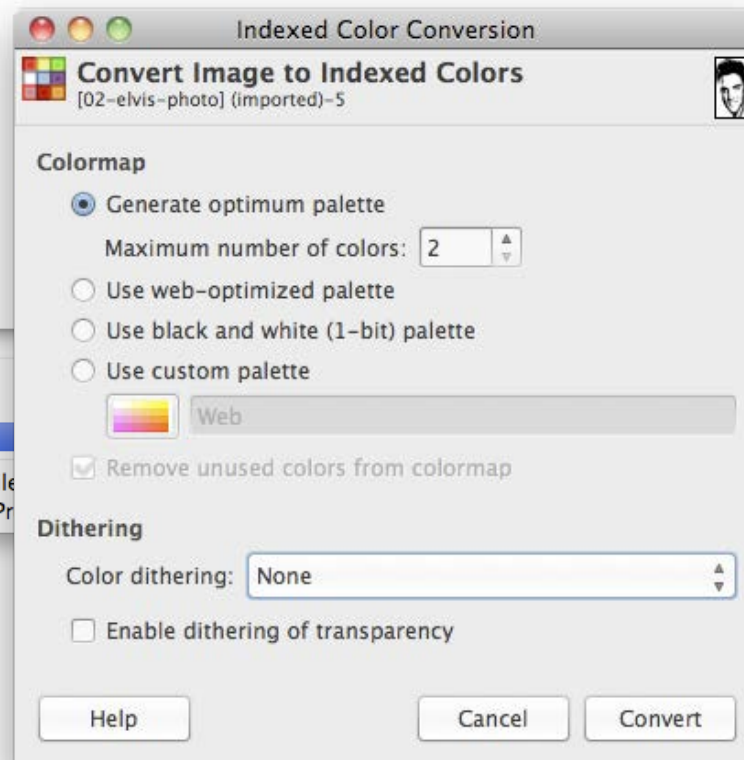 Indexed Color Conversion
Convert Image to Indexed Colors
[02-elvis-photo] (imported)-5
Colormap
Generate optimum palette
Maximum number of colors: 2
Use web-optimized palette
Use black and white (1-bit) palette
Use custom palette
Web
Remove unused colors from colormap
Dithering
Color dithering: None
Enable dithering of transparency
Help Cancel Convert